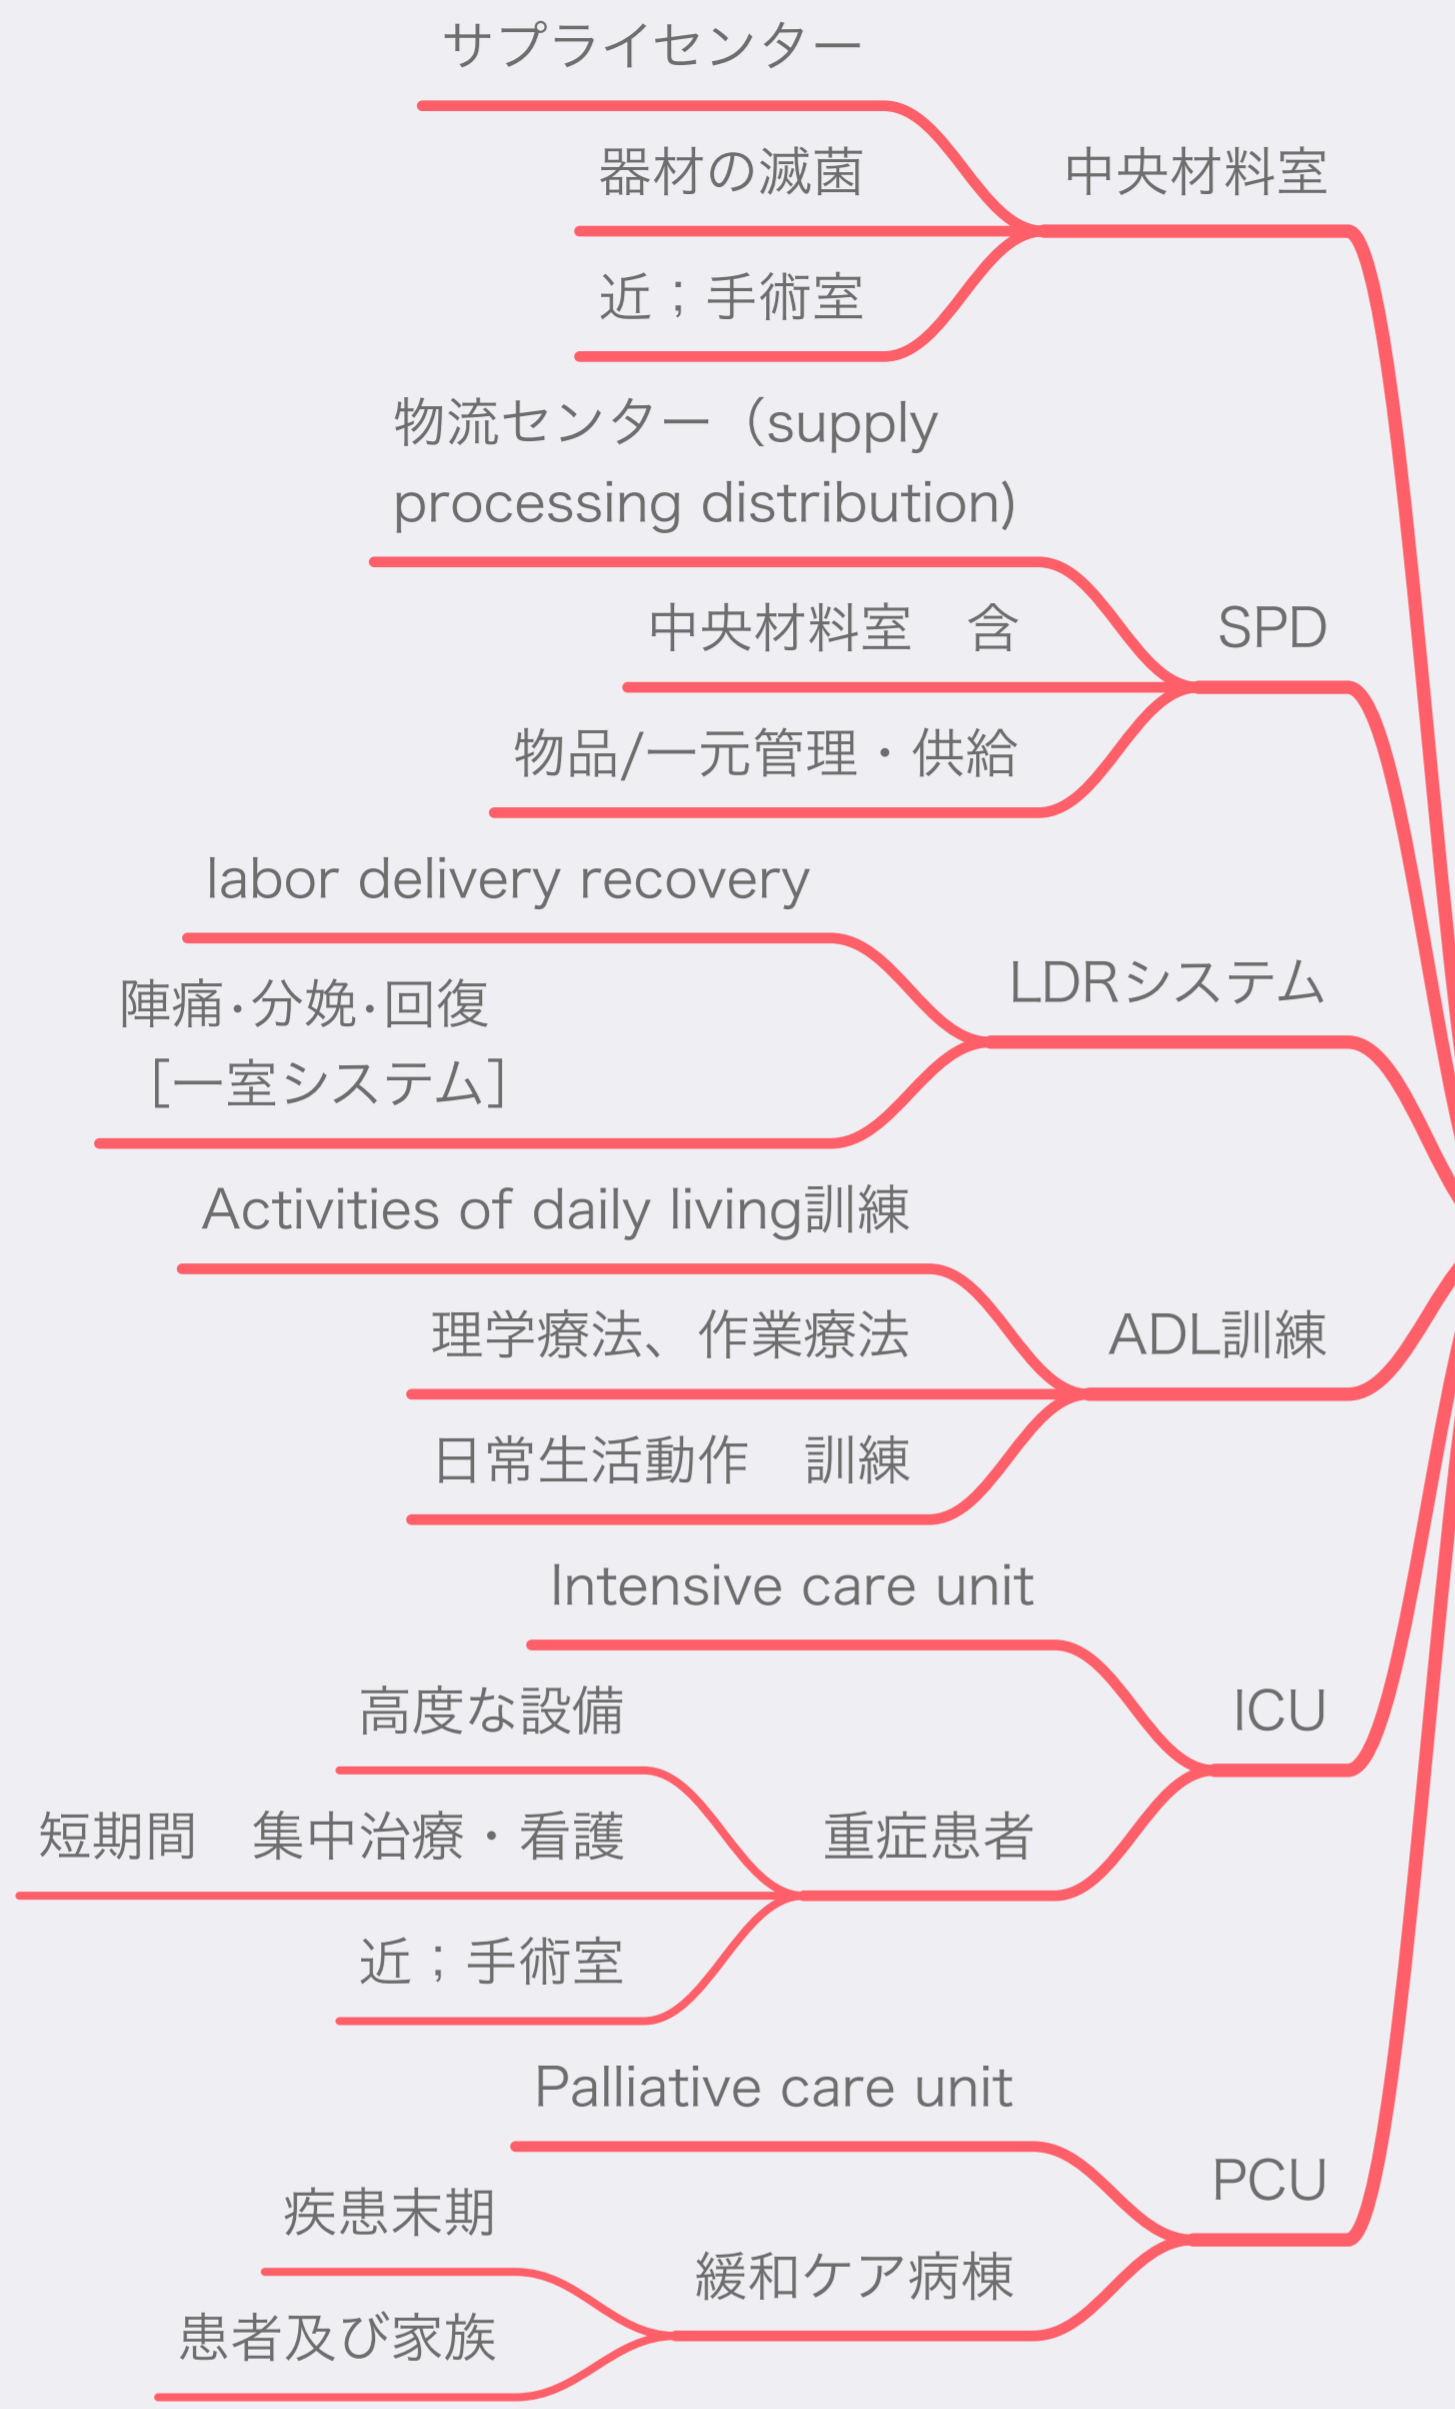 サプライセンター
器材の滅菌
中央材料室
近；手術室
物流センター（supply
processing distribution)
中央材料室　含
SPD
物品/一元管理・供給
labor delivery recovery
LDRシステム
陣痛・分娩・回復
［一室システム］
Activities of daily living訓練
理学療法、作業療法
ADL訓練
日常生活動作　訓練
Intensive care unit
高度な設備
ICU
短期間　集中治療・看護
重症患者
近；手術室
Palliative care unit
PCU
疾患末期
緩和ケア病棟
患者及び家族